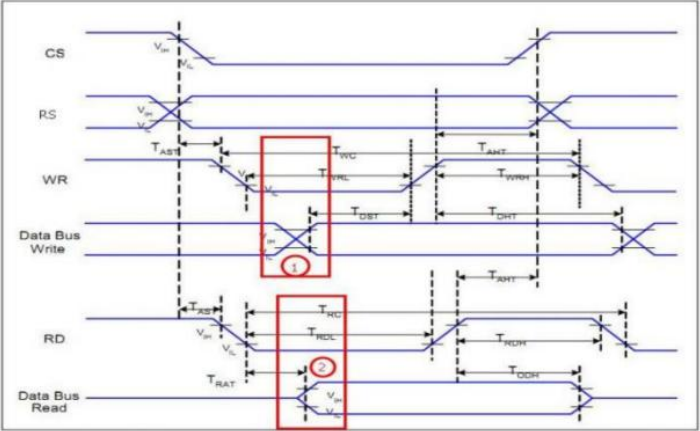 CS
V_IH
V_IL
RS
V_IH
V_IL
T_AST
T_WC
T_AHT
WR
T_WRL
T_WRH
V_IL
Data Bus
Write
T_DST
T_DHT
V_IH
V_IL
1
T_AHT
T_AST
T_RC
RD
V_IH
V_IL
T_RDL
T_RDH
2
T_RAT
T_ODH
Data Bus
Read
V_IH
V_IL